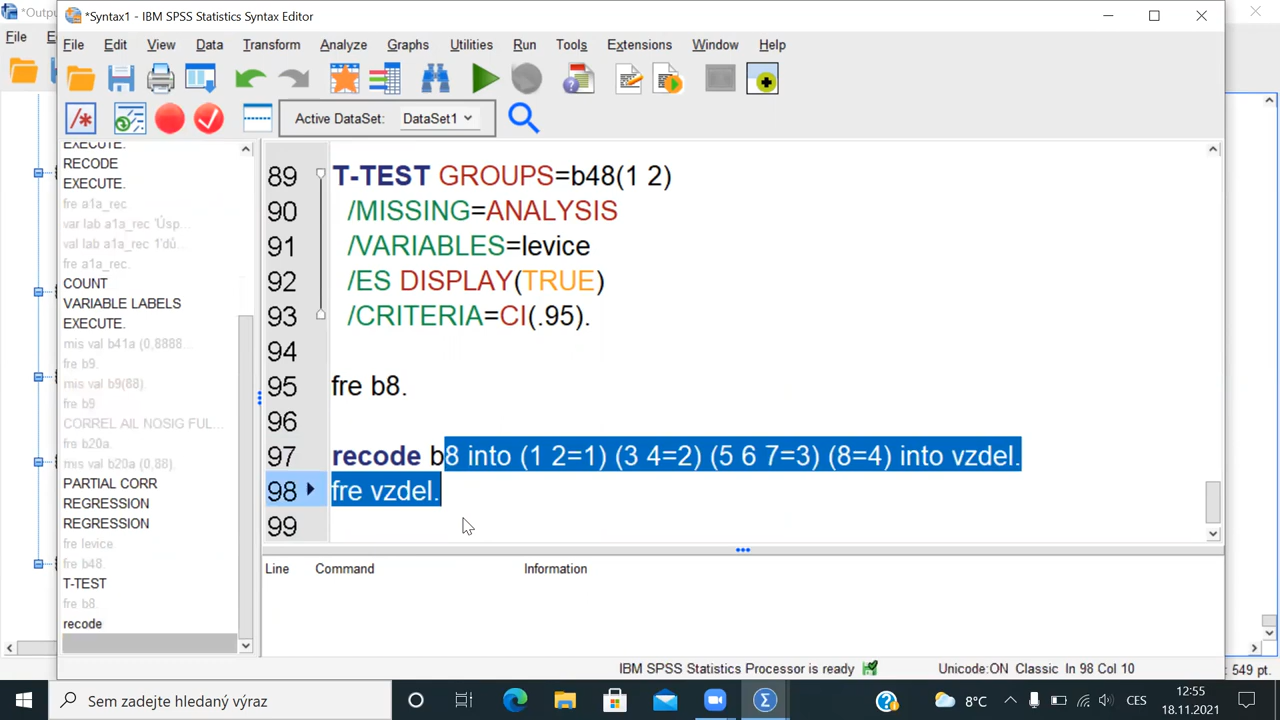 *Outpu
*Syntax1 - IBM SPSS Statistics Syntax Editor
File
File Edit View Data Transform Analyze Graphs Utilities Run Tools Extensions Window Help
Active DataSet: DataSet1
EXECUTE.
RECODE
EXECUTE.
fre a1a_rec
var lab a1a_rec 'Úsp...
val lab a1a_rec 1'dů...
fre a1a_rec.
COUNT
VARIABLE LABELS
EXECUTE.
mis val b41a (0,8888...
fre b9.
mis val b9(88).
fre b9
CORREL AIL NOSIG FUL...
fre b20a.
mis val b20a (0.88).
PARTIAL CORR
REGRESSION
REGRESSION
fre levice
fre b48.
T-TEST
fre b8.
recode
89 T-TEST GROUPS=b48(1 2)
90 /MISSING=ANALYSIS
91 /VARIABLES=levice
92 /ES DISPLAY(TRUE)
93 /CRITERIA=CI(.95).
94
95 fre b8.
96
97 recode b8 into (1 2=1) (3 4=2) (5 6 7=3) (8=4) into vzdel.
98 fre vzdel.
99
Line Command Information
IBM SPSS Statistics Processor is ready Unicode:ON Classic ln 98 Col 10
549 pt.
Sem zadejte hledaný výraz
8°C CES 12:55
18.11.2021